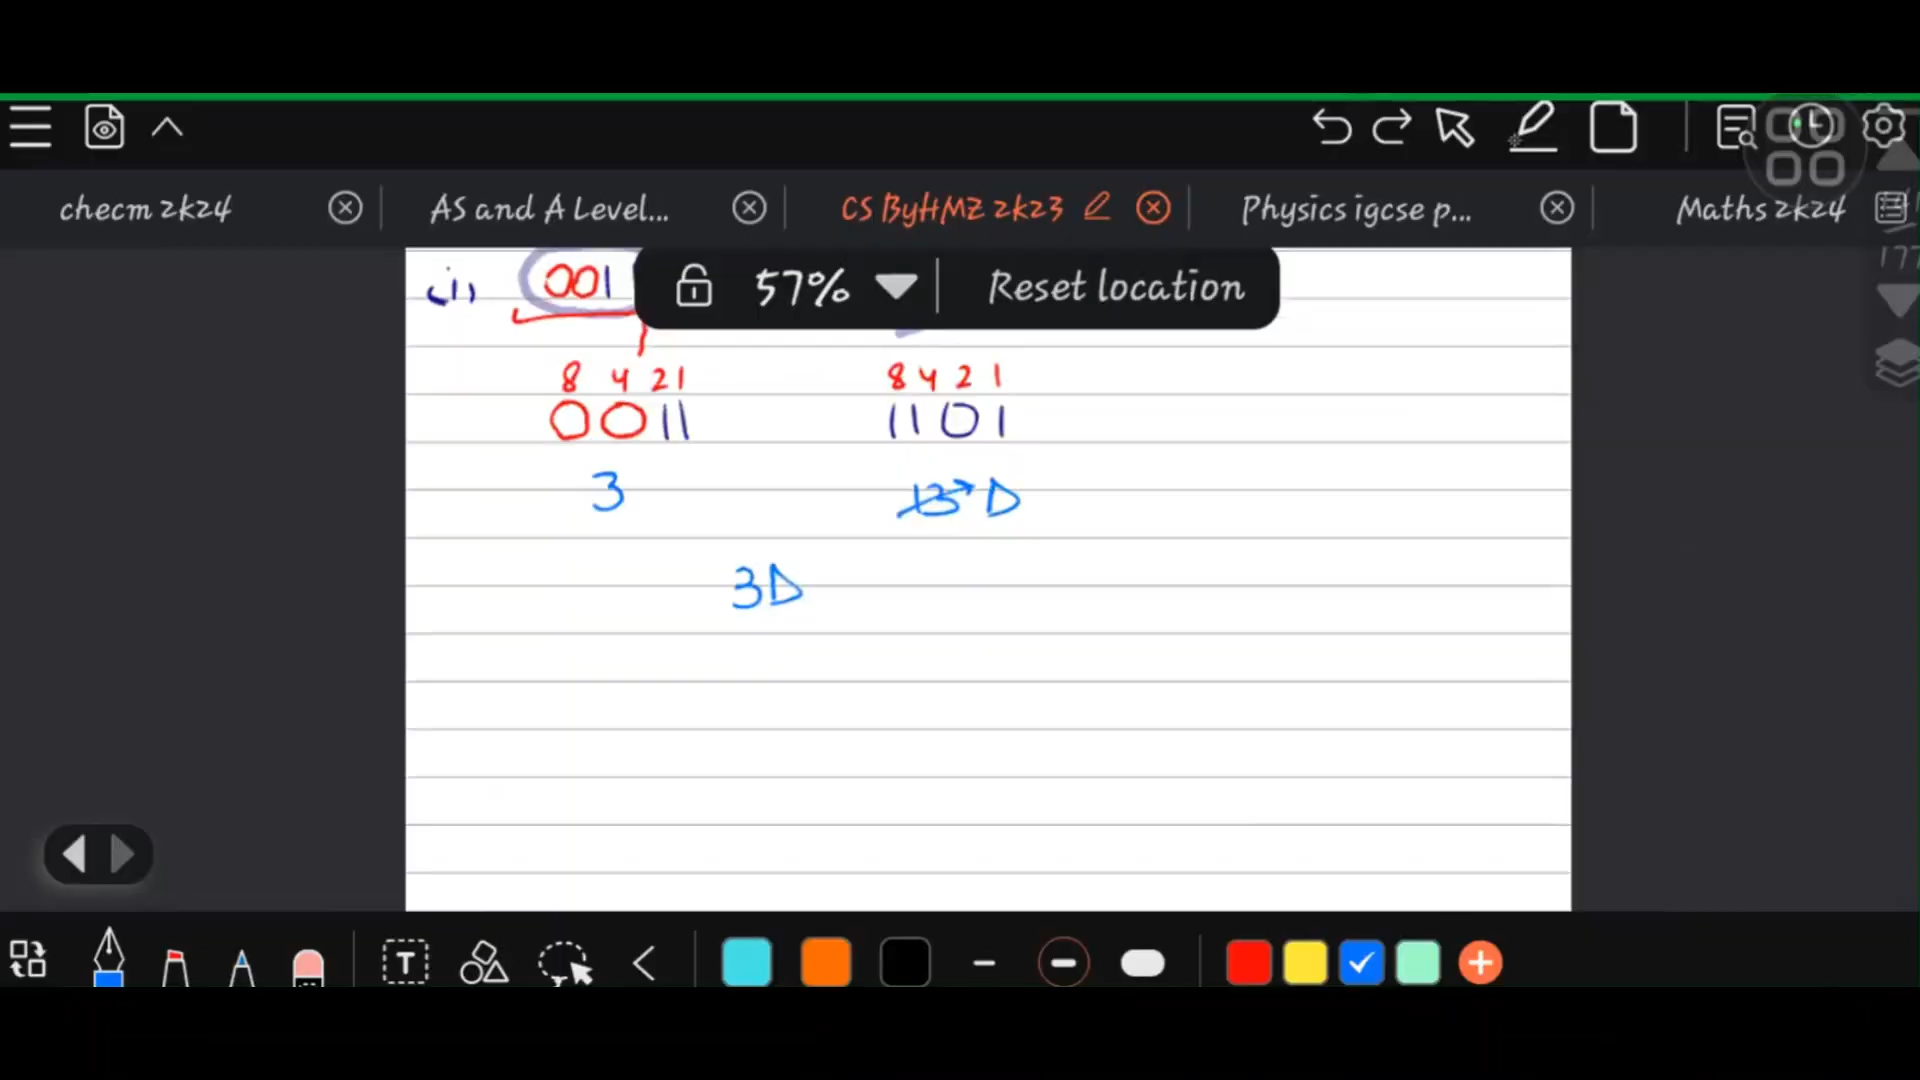 checm 2k24 AS and A Level... CS ByHMZ 2k23 Physics igcse p... Maths 2k24
177
(i) 001
57% Reset location
8 4 2 1 8 4 2 1
0 0 1 1 1 1 0 1
3 13 → D
3D
T